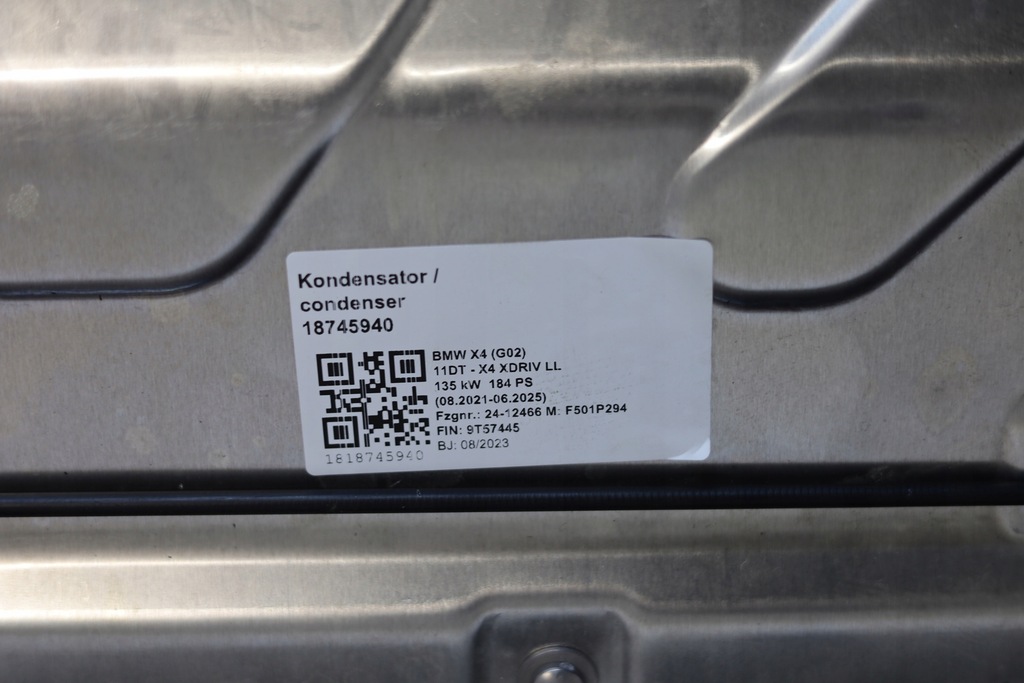 Kondensator /
condenser
18745940
BMW X4 (G02)
11DT - X4 XDRIV LL
135 kW 184 PS
(08.2021-06.2025)
Fzgnr.: 24-12466 M: F501P294
FIN: 9T57445
BJ: 08/2023
1818745940